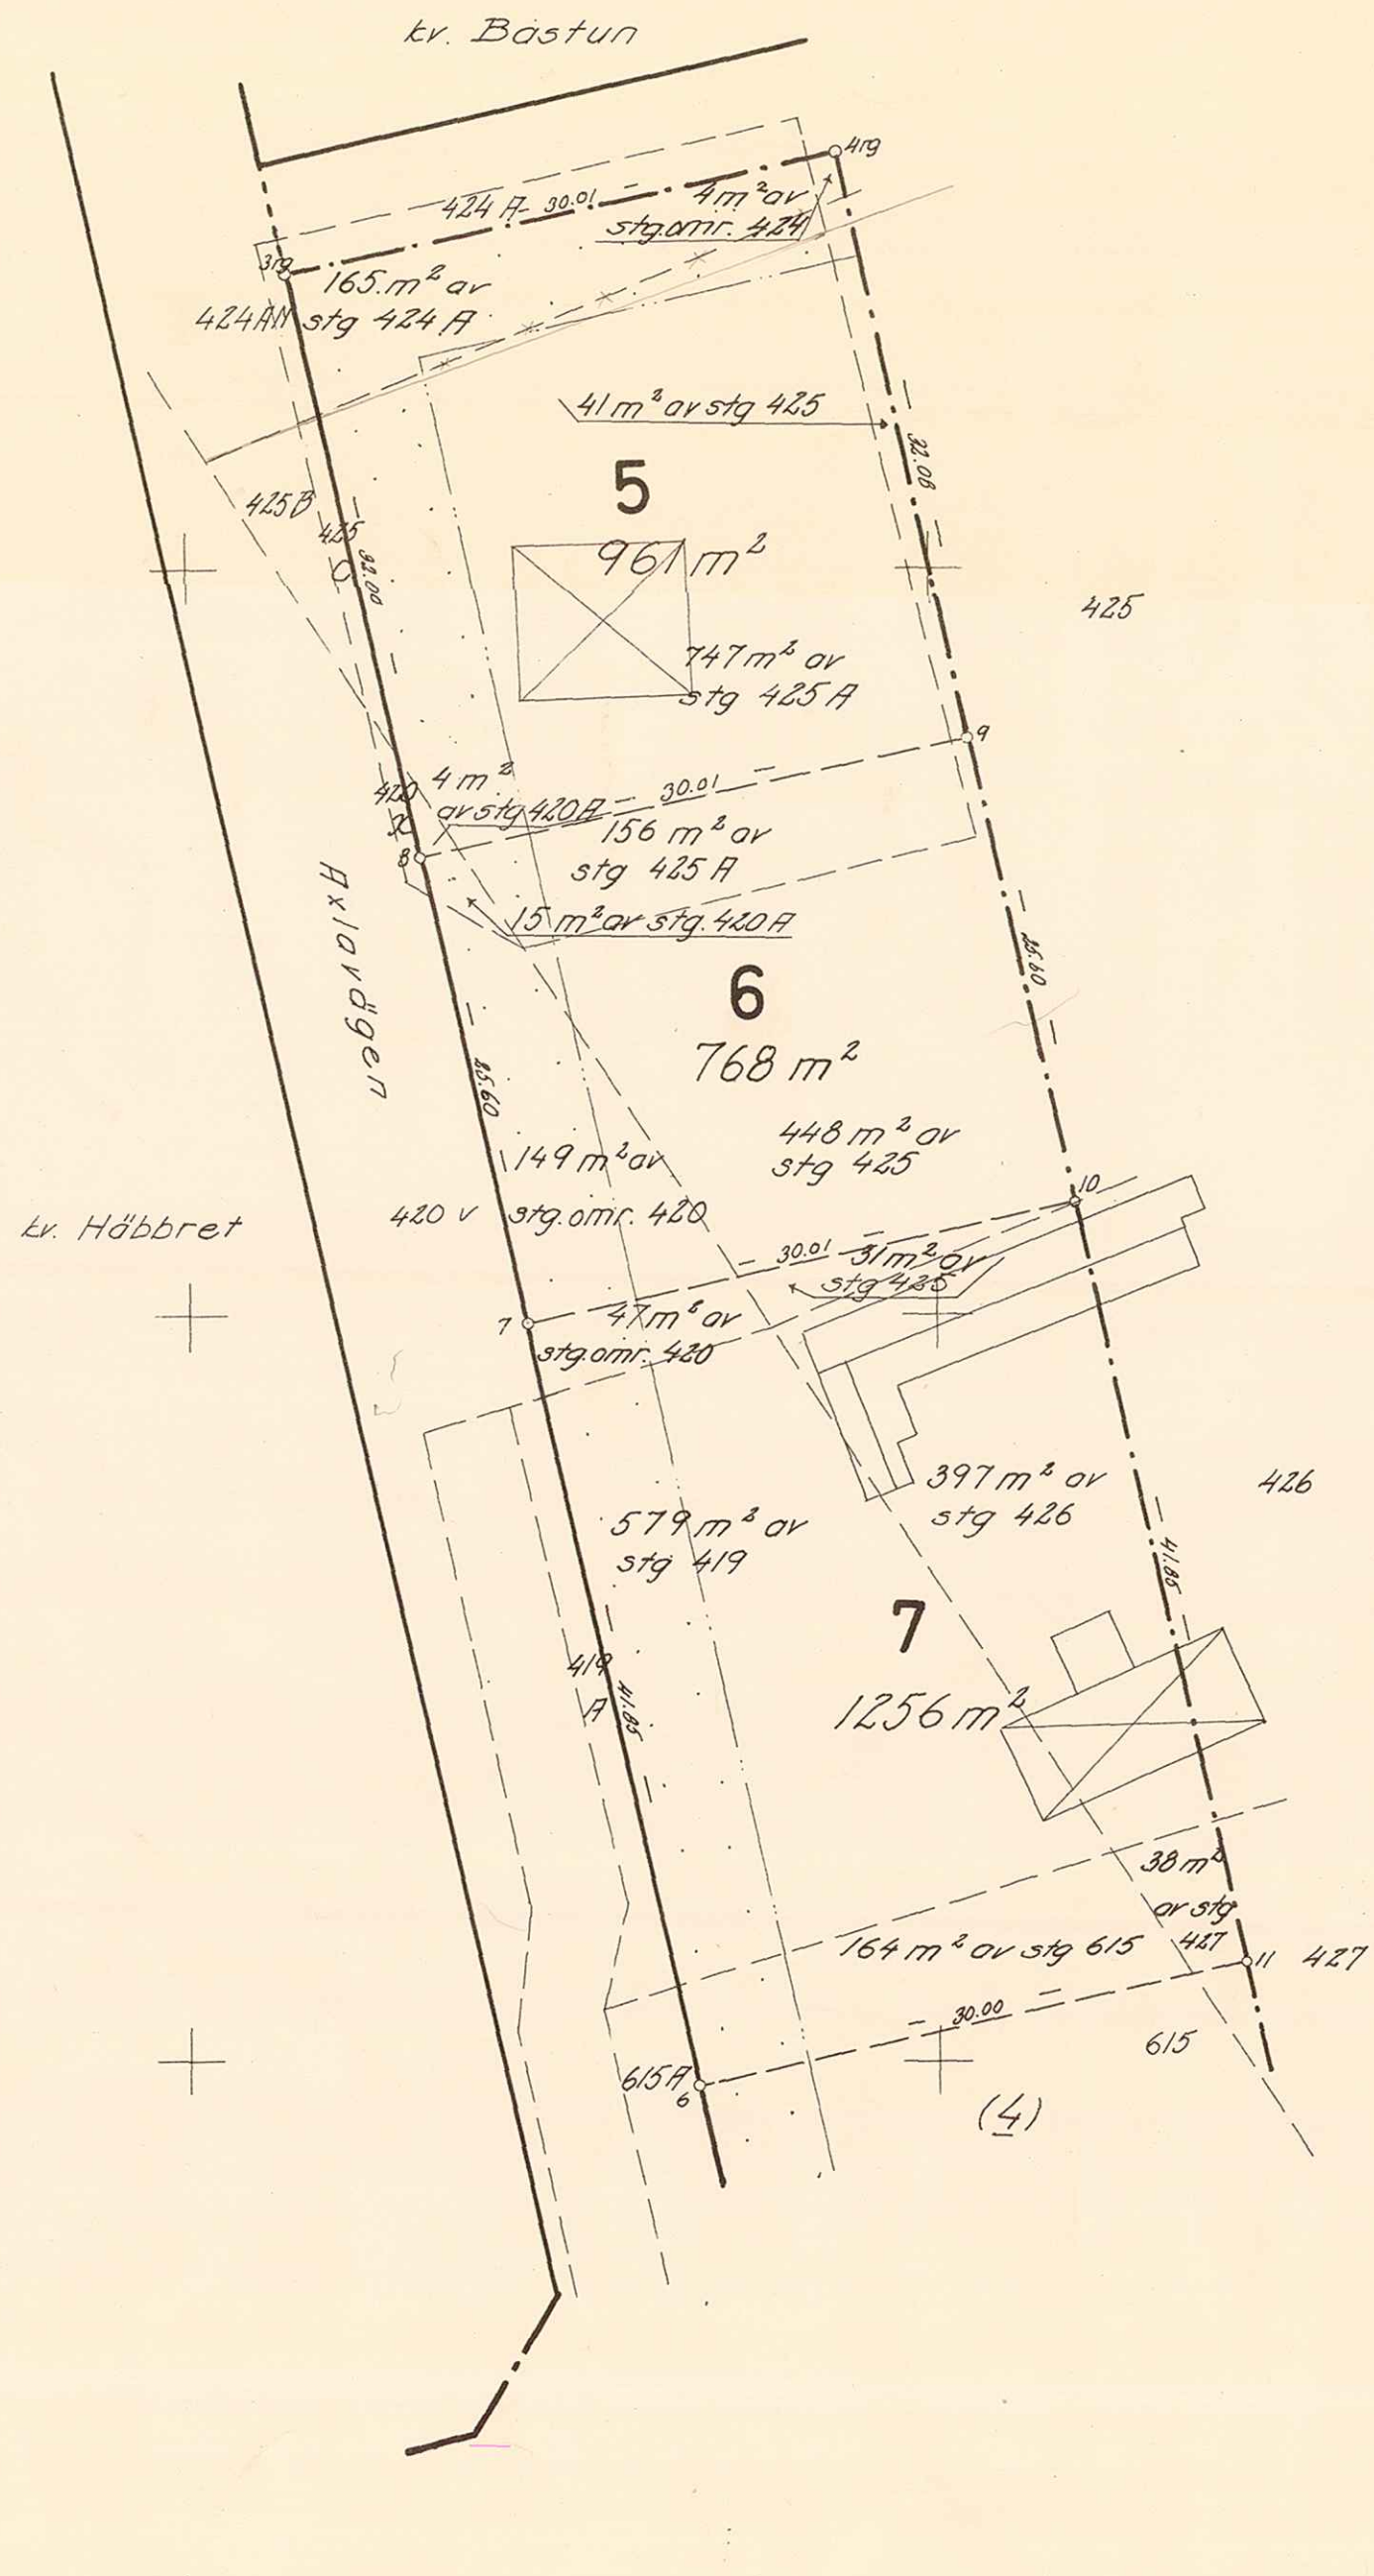 kv. Båstun
4rg
424 A
30.01
4 m² av
stg.omr. 424
3rg
165 m² av
stg 424 A
41 m² av stg 425
32.08
5
425 B
425
C
32.00
961 m²
425
747 m² av
stg 425 A
9
30.01
420
4 m²
av stg 420 A
156 m² av
stg 425 A
8
15 m² av stg. 420 A
Axlavägen
25.60
6
768 m²
25.60
448 m² av
stg 425
149 m² av
10
420 v
stg.omr. 420
kv. Häbbret
30.01
31 m² av
stg 425
7
47 m² av
stg.omr. 420
397 m² av
stg 426
426
579 m² av
stg 419
41.85
7
419
A
41.85
1256 m²
38 m²
av stg
427
164 m² av stg 615
11
427
30.00
615
615 A
6
(4)